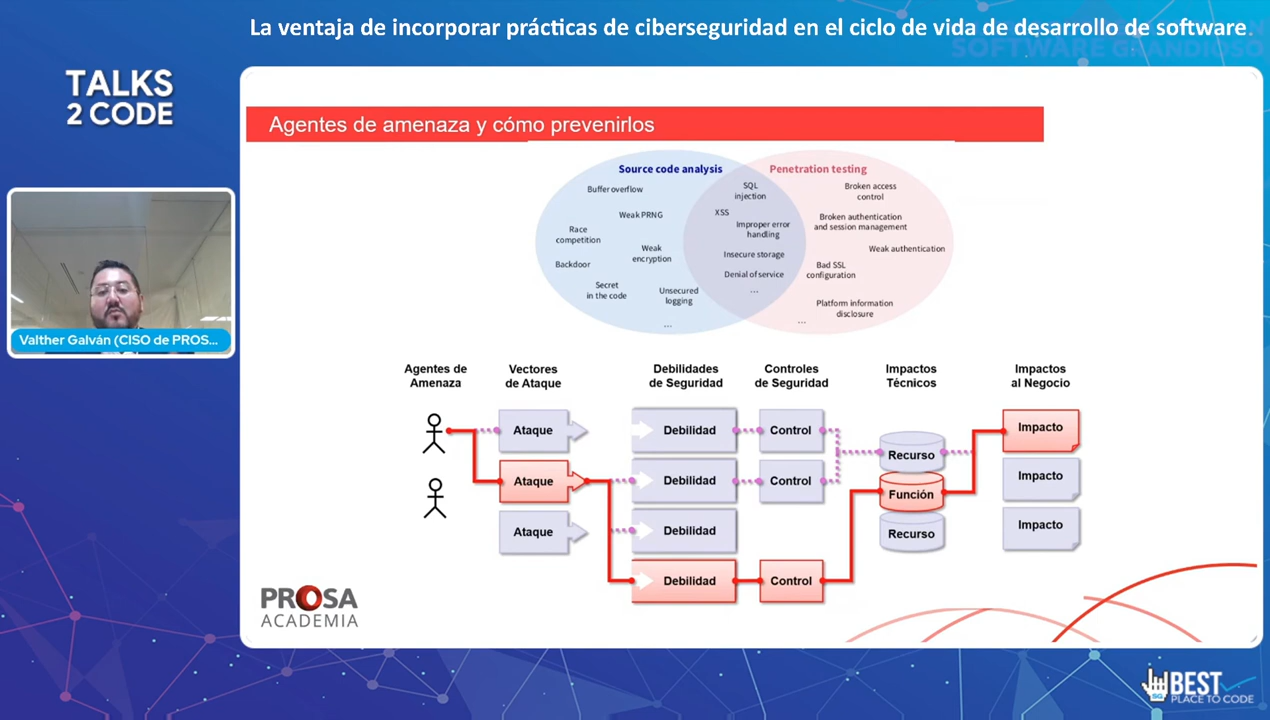 La ventaja de incorporar prácticas de ciberseguridad en el ciclo de vida de desarrollo de software
SOFTWARE GRANDIOSO
TALKS
2 CODE
Agentes de amenaza y cómo prevenirlos
Source code analysis
Penetration testing
Buffer overflow
Weak PRNG
Race
competition
Weak
encryption
Backdoor
Secret
in the code
Unsecured
logging
...
SQL
injection
XSS
Improper error
handling
Insecure storage
Denial of service
...
Broken access
control
Broken authentication
and session management
Weak authentication
Bad SSL
configuration
Platform information
disclosure
...
Valther Galván (CISO de PROS...
Agentes de
Amenaza
Vectores
de Ataque
Debilidades
de Seguridad
Controles
de Seguridad
Impactos
Técnicos
Impactos
al Negocio
Ataque
Debilidad
Control
Recurso
Impacto
Ataque
Debilidad
Control
Función
Impacto
Ataque
Debilidad
Recurso
Impacto
Debilidad
Control
PROSA
ACADEMIA
SG
BEST
PLACE TO CODE